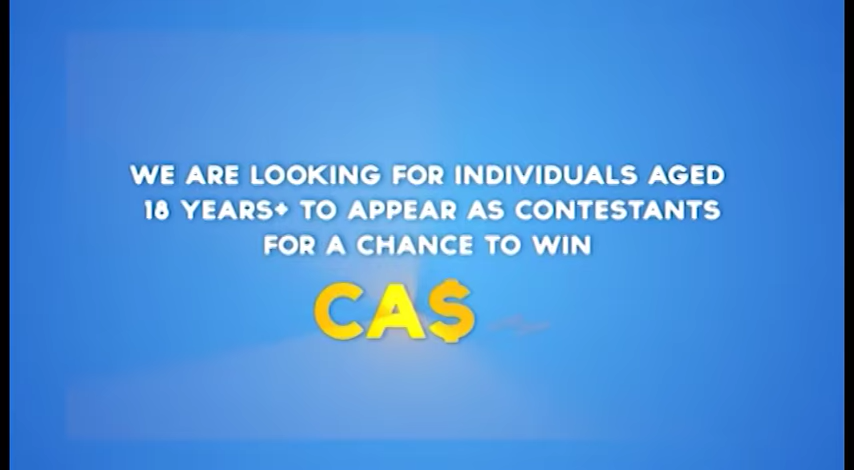 WE ARE LOOKING FOR INDIVIDUALS AGED
18 YEARS+ TO APPEAR AS CONTESTANTS
FOR A CHANCE TO WIN
CA$